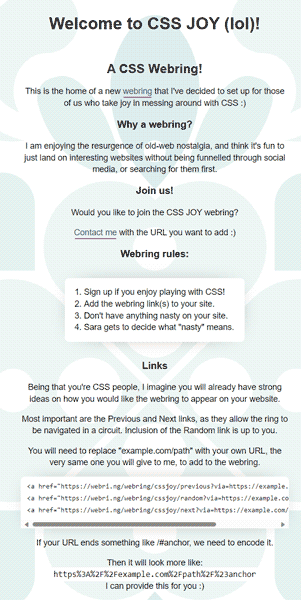 Welcome to CSS JOY (lol)!
A CSS Webring!
This is the home of a new webring that I've decided to set up for those
of us who take joy in messing around with CSS :)
Why a webring?
I am enjoying the resurgence of old-web nostalgia, and think it's fun to
just land on interesting websites without being funnelled through social
media, or searching for them first.
Join us!
Would you like to join the CSS JOY webring?
Contact me with the URL you want to add :)
Webring rules:
1. Sign up if you enjoy playing with CSS!
2. Add the webring link(s) to your site.
3. Don't have anything nasty on your site.
4. Sara gets to decide what "nasty" means.
Links
Being that you're CSS people, I imagine you will already have strong
ideas on how you would like the webring to appear on your website.
Most important are the Previous and Next links, as they allow the ring to
be navigated in a circuit. Inclusion of the Random link is up to you.
You will need to replace "example.com/path" with your own URL, the
very same one you will give to me, to add to the webring.
<a href="https://webri.ng/webring/cssjoy/previous?via=https://example.
<a href="https://webri.ng/webring/cssjoy/random?via=https://example.co
<a href="https://webri.ng/webring/cssjoy/next?via=https://example.com/
If your URL ends something like /#anchor, we need to encode it.
Then it will look more like:
https%3A%2F%2Fexample.com%2Fpath%2F%23anchor
I can provide this for you :)